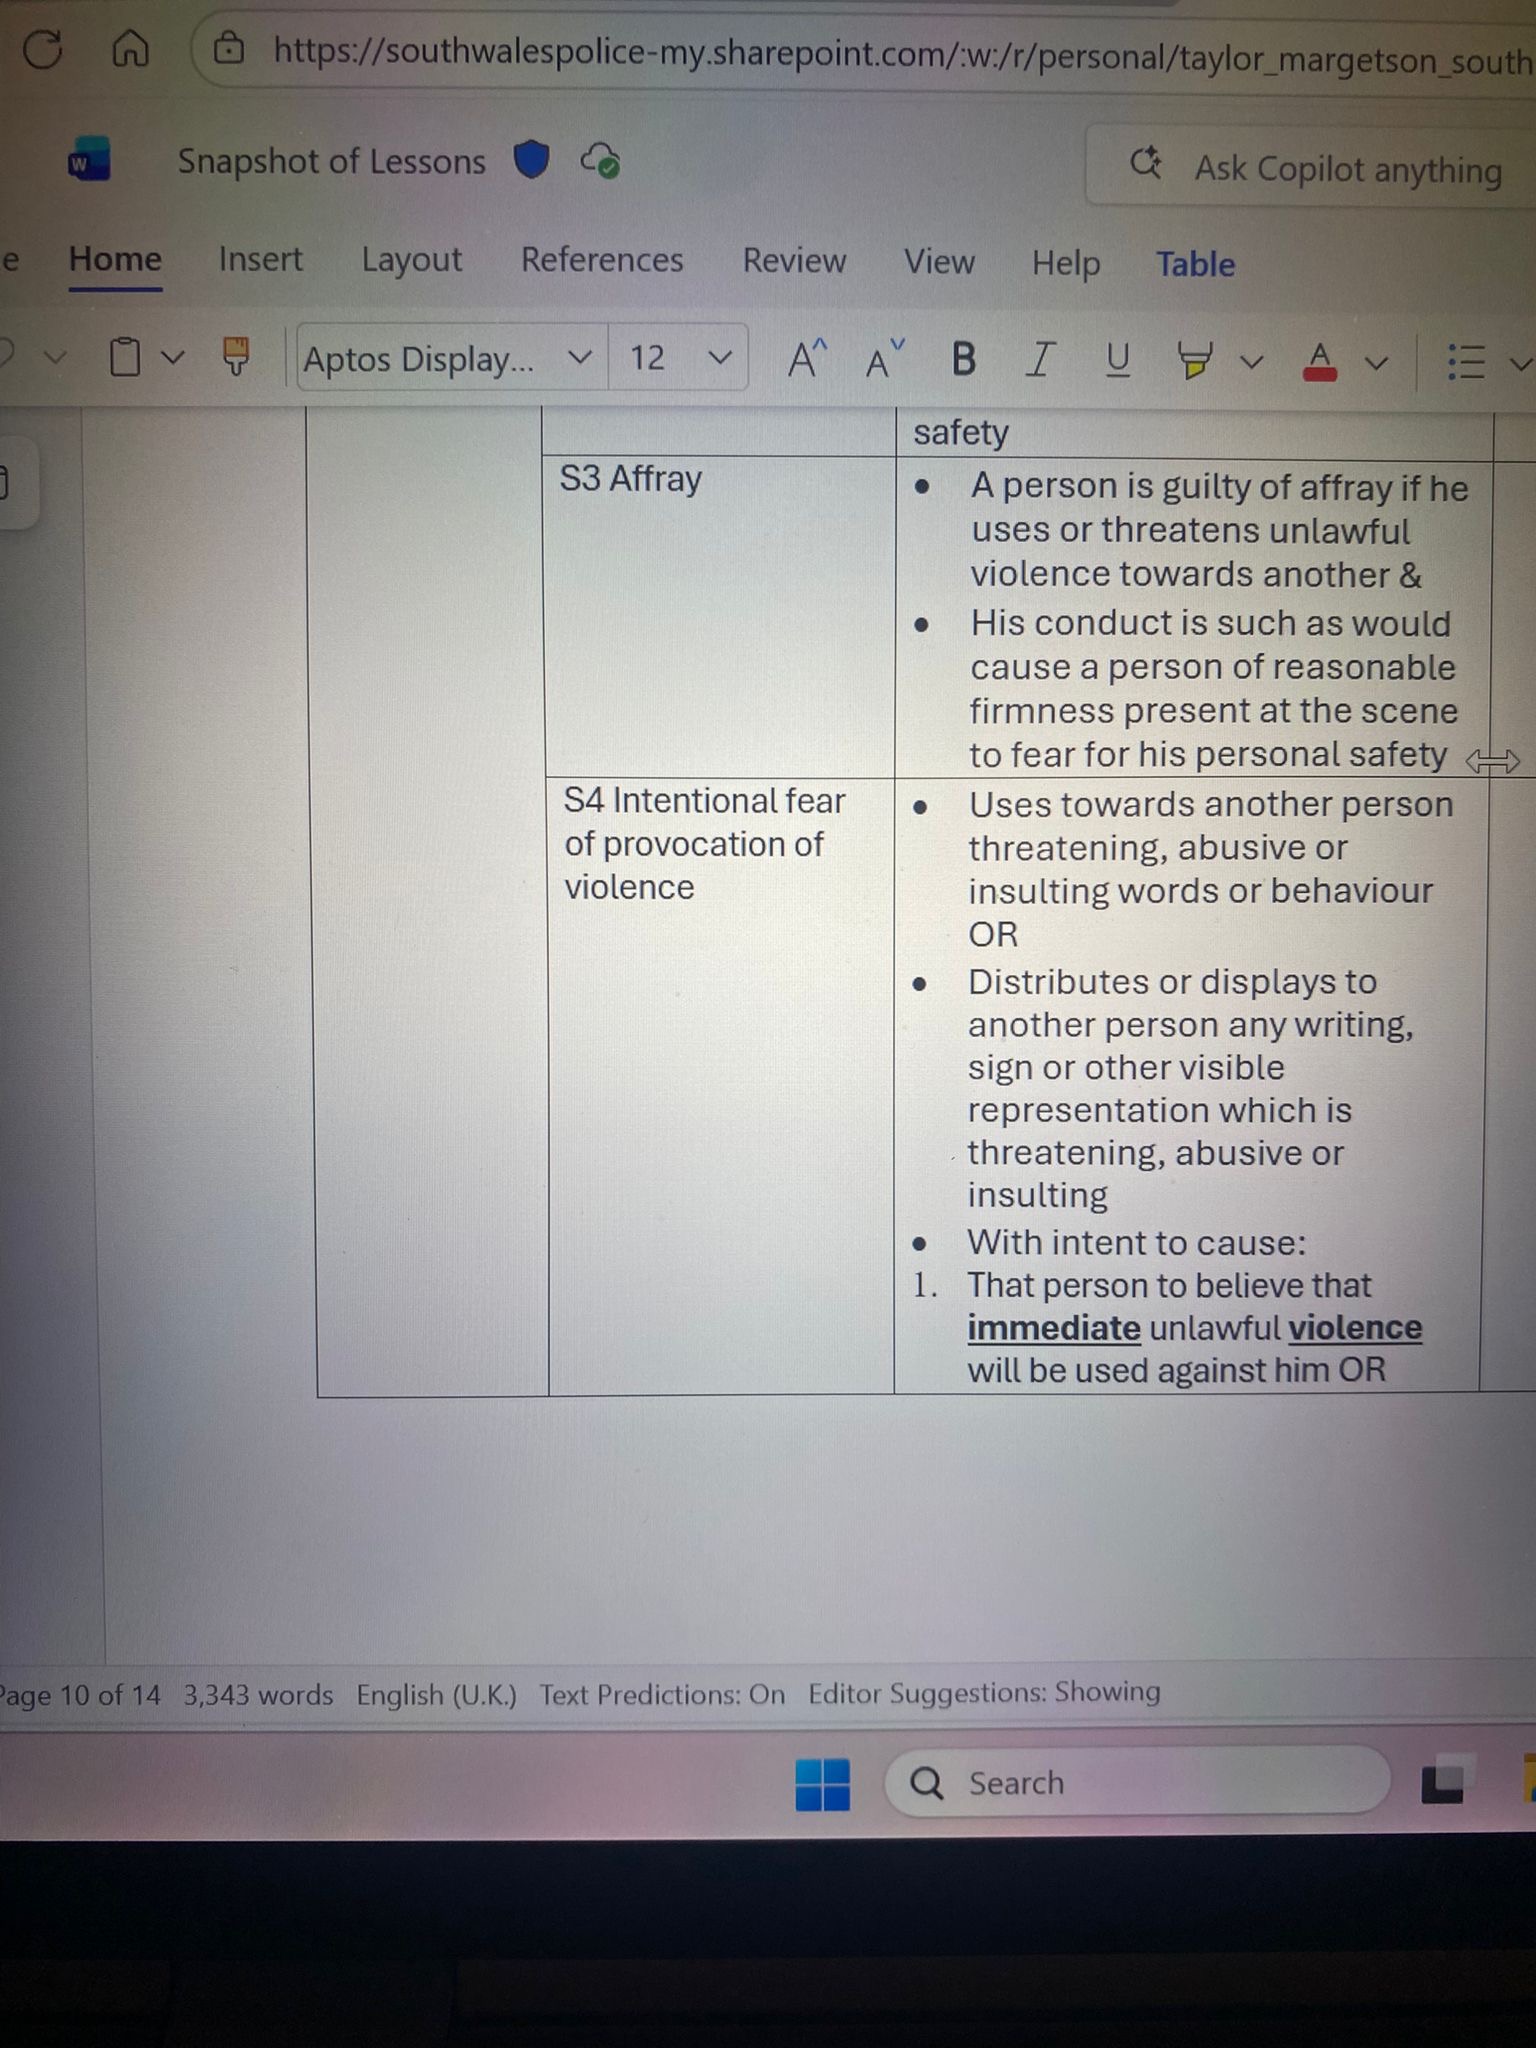 https://southwalespolice-my.sharepoint.com/:w:/r/personal/taylor_margetson_south
W Snapshot of Lessons
Ask Copilot anything
e Home Insert Layout References Review View Help Table
Aptos Display... 12 A A B I U A
safety
S3 Affray
• A person is guilty of affray if he
uses or threatens unlawful
violence towards another &
• His conduct is such as would
cause a person of reasonable
firmness present at the scene
to fear for his personal safety
S4 Intentional fear
of provocation of
violence
• Uses towards another person
threatening, abusive or
insulting words or behaviour
OR
• Distributes or displays to
another person any writing,
sign or other visible
representation which is
threatening, abusive or
insulting
• With intent to cause:
1. That person to believe that
immediate unlawful violence
will be used against him OR
Page 10 of 14 3,343 words English (U.K.) Text Predictions: On Editor Suggestions: Showing
Search